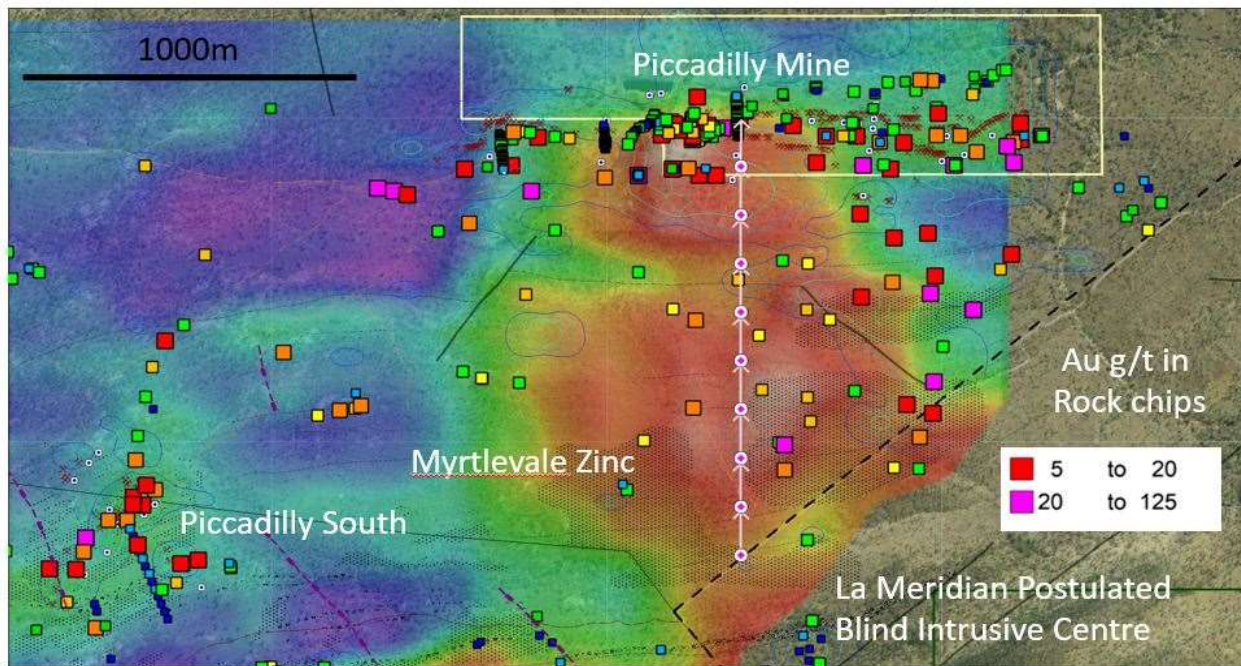 1000m
Piccadilly Mine
Au g/t in
Rock chips
Myrtlevale Zinc
5 to 20
20 to 125
Piccadilly South
La Meridian Postulated
Blind Intrusive Centre